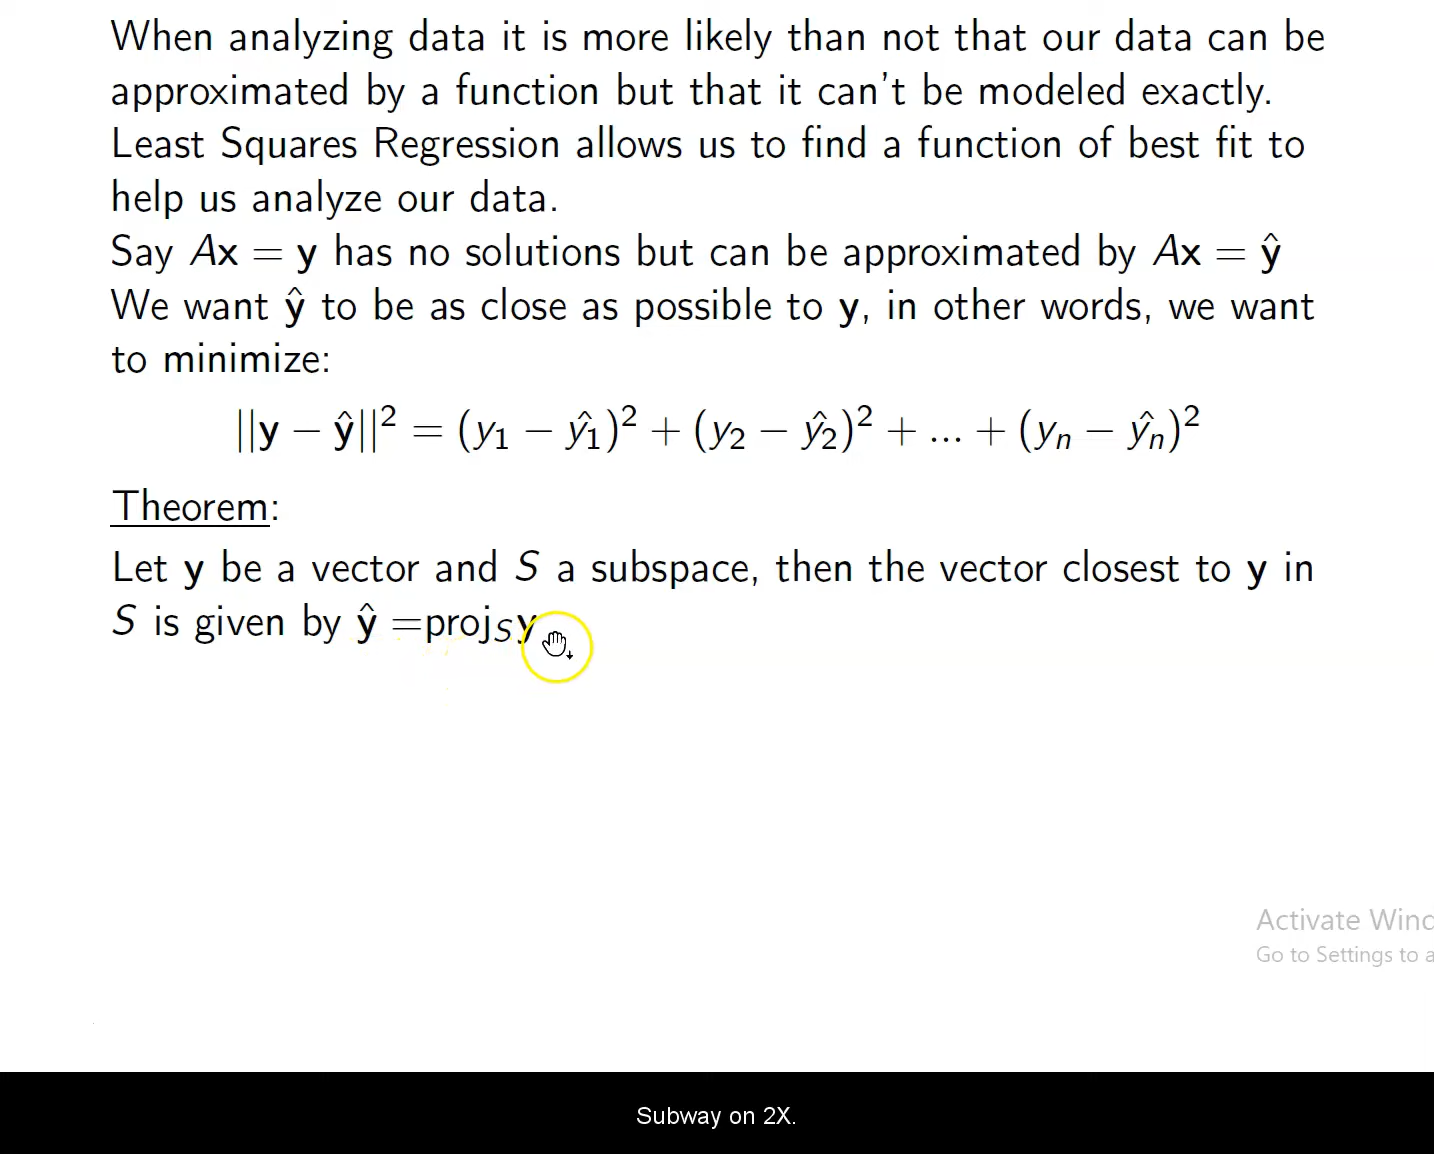 When analyzing data it is more likely than not that our data can be
approximated by a function but that it can't be modeled exactly.
Least Squares Regression allows us to find a function of best fit to
help us analyze our data.
Say Ax = y has no solutions but can be approximated by Ax = ŷ
We want ŷ to be as close as possible to y, in other words, we want
to minimize:
||y − ŷ||² = (y₁ − ŷ₁)² + (y₂ − ŷ₂)² + ... + (yₙ − ŷₙ)²
Theorem:
Let y be a vector and S a subspace, then the vector closest to y in
S is given by ŷ =projₛy
Activate Wind
Go to Settings to a
Subway on 2X.